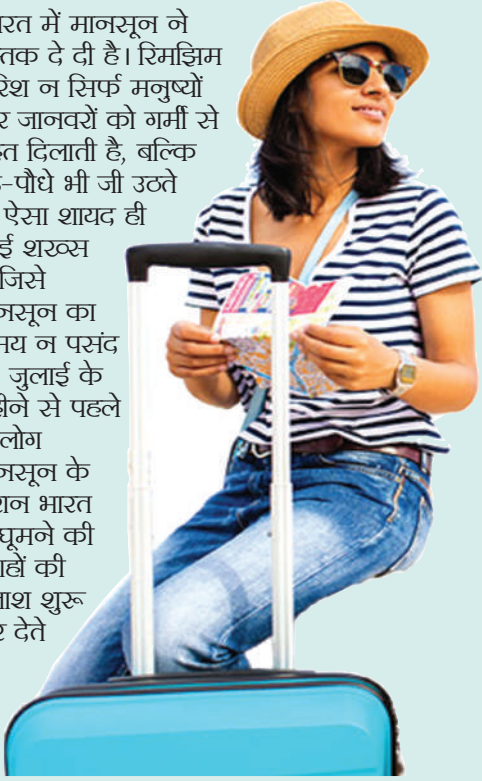 रत में मानसून ने
तक दे दी है। रिमझिम
रिश न सिर्फ मनुष्यों
र जानवरों को गर्मी से
हत दिलाती है, बल्कि
-पौधे भी जी उठते
ऐसा शायद ही
ई शख्स
जिसे
नसून का
मय न पसंद
जुलाई के
हीने से पहले
लोग
नसून के
रान भारत
घूमने की
गहों की
लाश शुरू
र देते